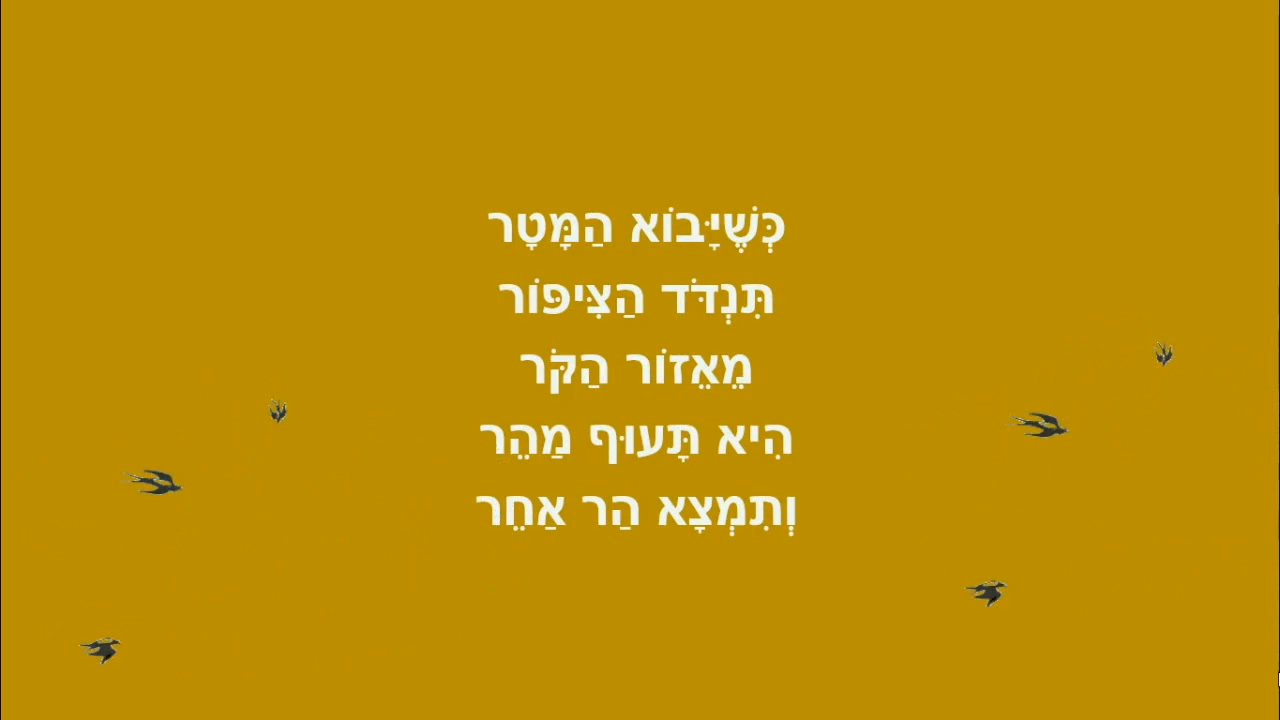 כְּשֶׁיָּבוֹא הַמָּטָר
תִּנְדֹּד הַצִּיפּוֹר
מֵאֵזוֹר הַקֹּר
הִיא תָּעוּף מַהֵר
וְתִמְצָא הַר אַחֵר